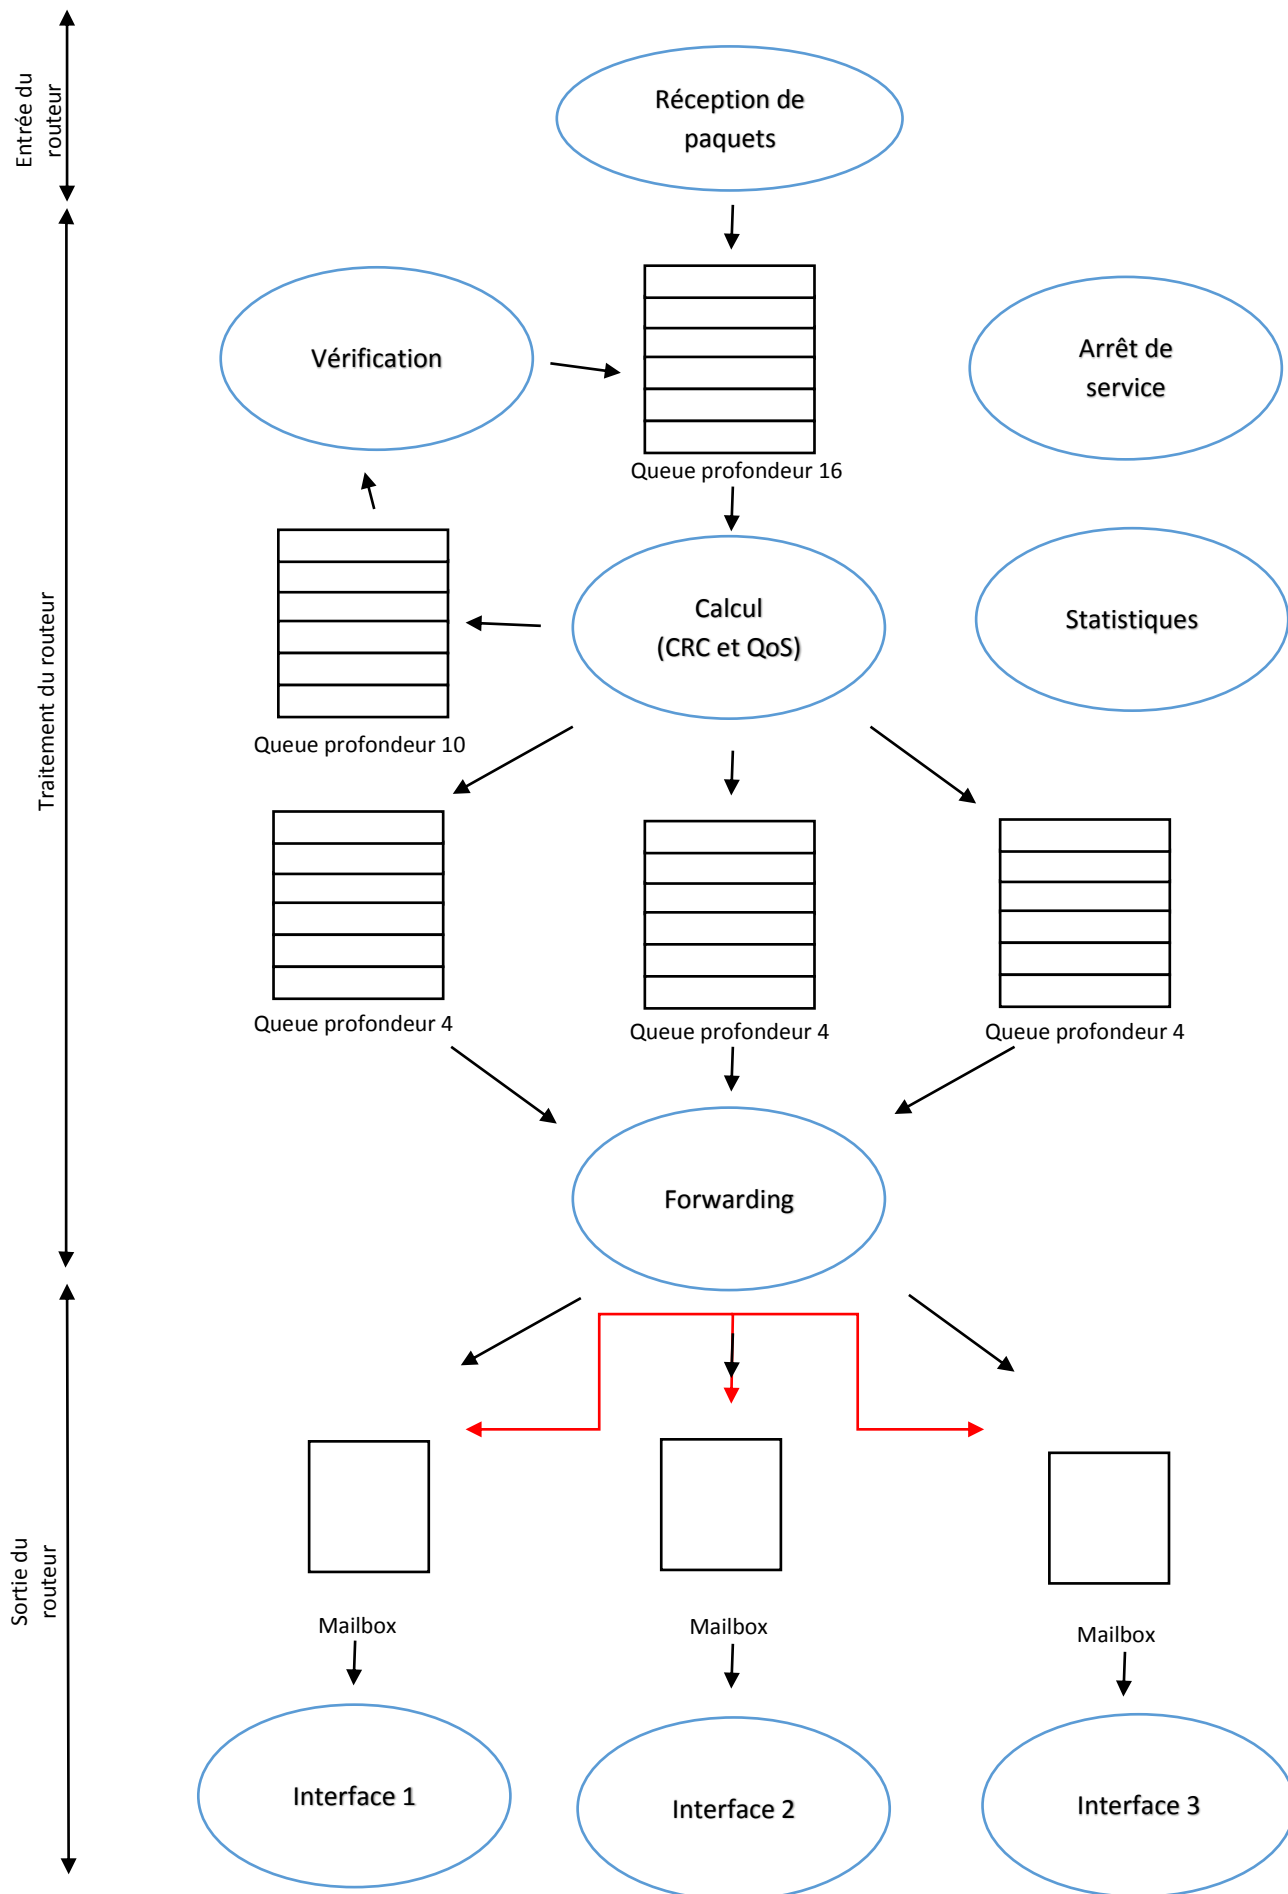 Entrée du
routeur
Réception de
paquets
Vérification
Arrêt de
service
Queue profondeur 16
Calcul
(CRC et QoS)
Statistiques
Traitement du routeur
Queue profondeur 10
Queue profondeur 4
Queue profondeur 4
Queue profondeur 4
Forwarding
Sortie du
routeur
Mailbox
Mailbox
Mailbox
Interface 1
Interface 2
Interface 3